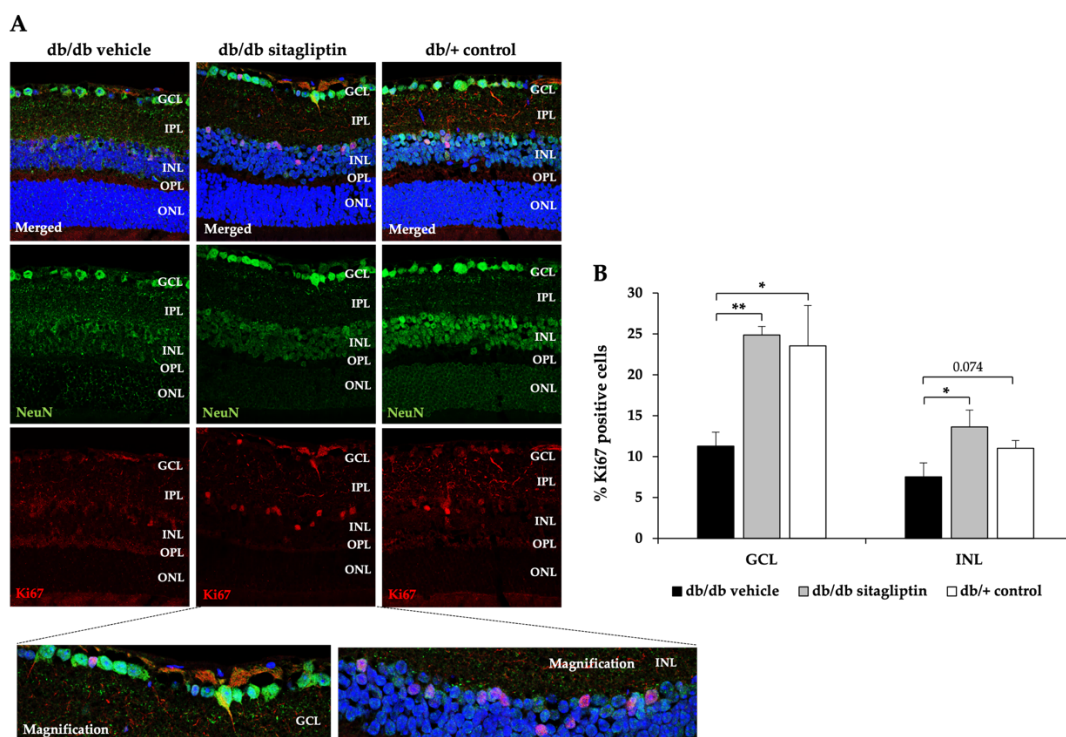 A
db/db vehicle
db/db sitagliptin
db/+ control
GCL
IPL
INL
OPL
ONL
Merged
GCL
IPL
INL
OPL
ONL
Merged
GCL
IPL
INL
OPL
ONL
Merged
GCL
IPL
INL
OPL
ONL
NeuN
GCL
IPL
INL
OPL
ONL
NeuN
GCL
IPL
INL
OPL
ONL
NeuN
GCL
IPL
INL
OPL
ONL
Ki67
GCL
IPL
INL
OPL
ONL
Ki67
GCL
IPL
INL
OPL
ONL
Ki67
GCL
Magnification
Magnification INL
B
% Ki67 positive cells
30
25
20
15
10
5
0
**
*
*
0.074
GCL
INL
db/db vehicle
db/db sitagliptin
db/+ control